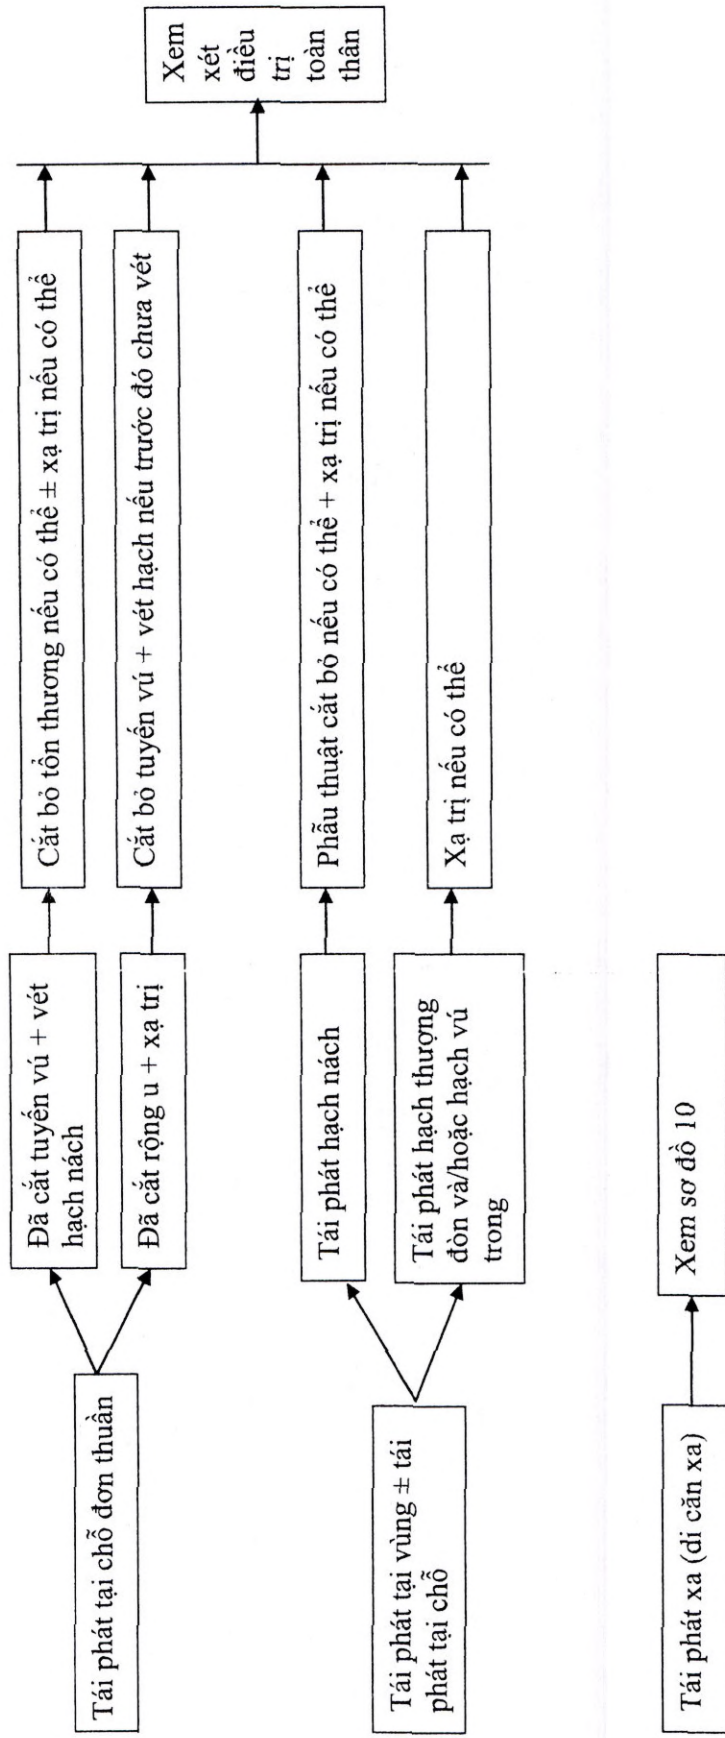 Tái phát tại chỗ đơn thuần
Đã cắt tuyến vú + vét
hạch nách
Cắt bỏ tổn thương nếu có thể ± xạ trị nếu có thể
Đã cắt rộng u + xạ trị
Cắt bỏ tuyến vú + vét hạch nếu trước đó chưa vét
Tái phát tại vùng ± tái
phát tại chỗ
Tái phát hạch nách
Phẫu thuật cắt bỏ nếu có thể + xạ trị nếu có thể
Tái phát hạch thượng
đòn và/hoặc hạch vú
trong
Xạ trị nếu có thể
Xem
xét
điều
trị
toàn
thân
Tái phát xa (di căn xa)
Xem sơ đồ 10